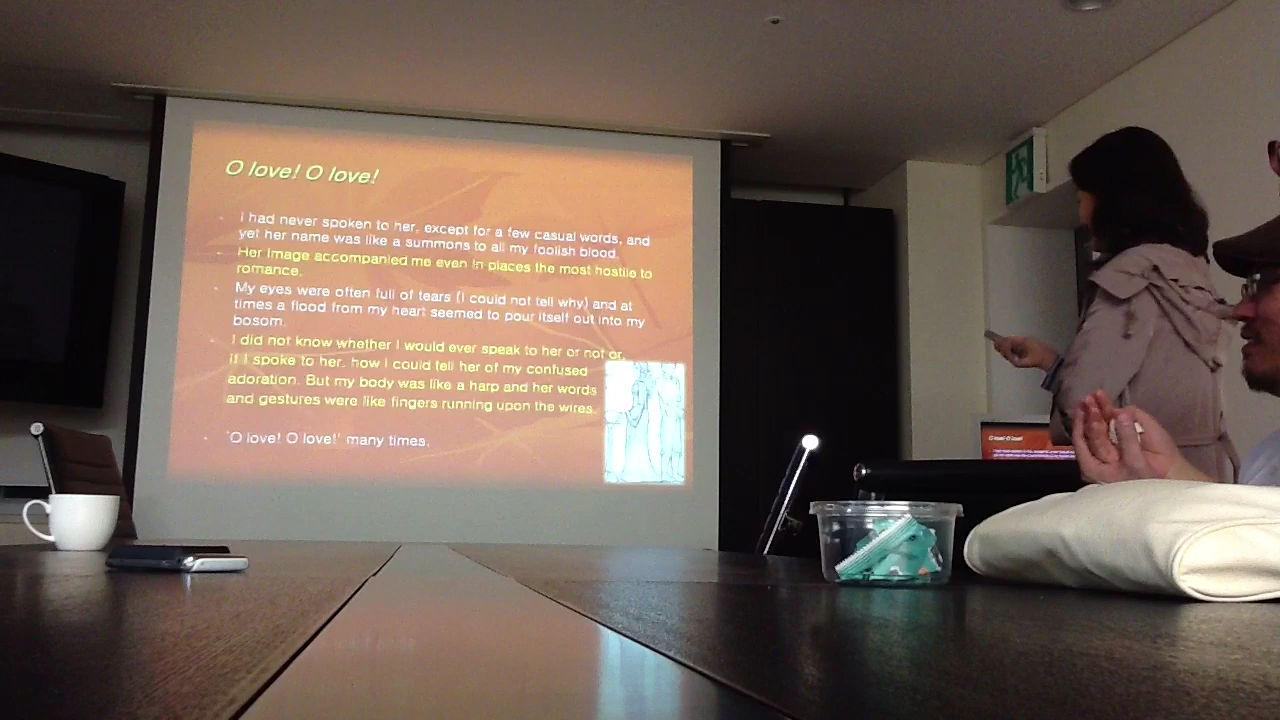 O love! O love!
I had never spoken to her, except for a few casual words, and
yet her name was like a summons to all my foolish blood.
Her image accompanied me even in places the most hostile to
romance.
My eyes were often full of tears (I could not tell why) and at
times a flood from my heart seemed to pour itself out into my
bosom.
I did not know whether I would ever speak to her or not or,
if I spoke to her, how I could tell her of my confused
adoration. But my body was like a harp and her words
and gestures were like fingers running upon the wires.
'O love! O love!' many times.
O love! O love!